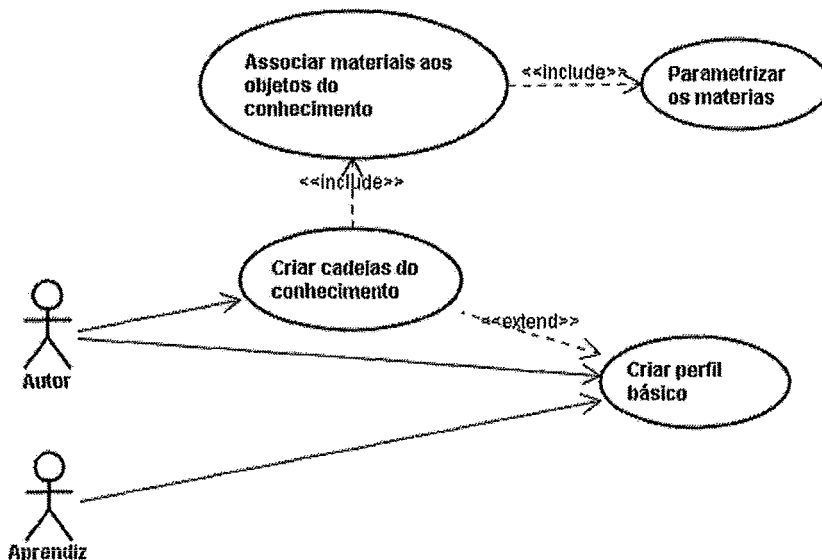 Associar materiais aos
objetos do
conhecimento
<<include>>
Parametrizar
os materias
<<include>>
Criar cadeias do
conhecimento
<<extend>>
Criar perfil
básico
Autor
Aprendiz